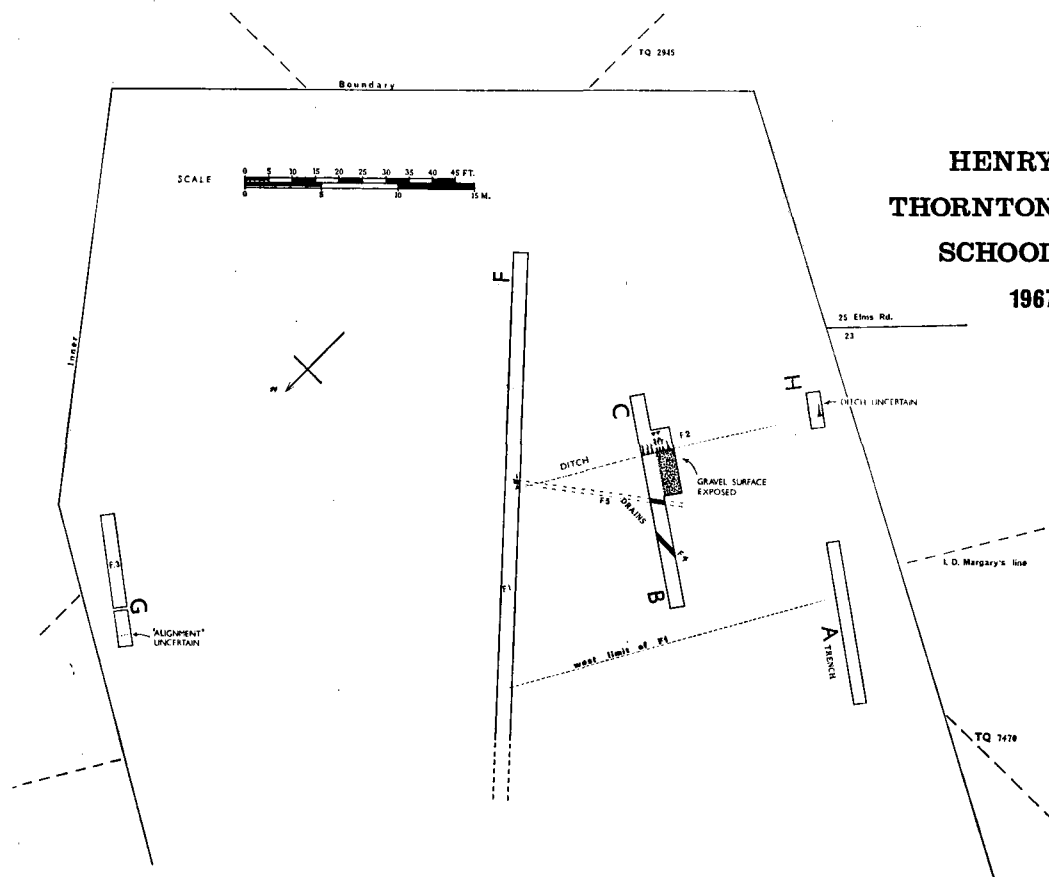 TQ 2945
Boundary
SCALE
0 5 10 15 20 25 30 35 40 45 FT.
0 5 10 15 M.
HENRY
THORNTON
SCHOOL
1967
Inner
N
F
25 Elms Rd.
23
H
DITCH UNCERTAIN
C
F2
DITCH
GRAVEL SURFACE
EXPOSED
F5
DRAINS
F4
B
F1
I. D. Margary's line
F3
G
'ALIGNMENT'
UNCERTAIN
west limit of F1
A
TRENCH
TQ 7470